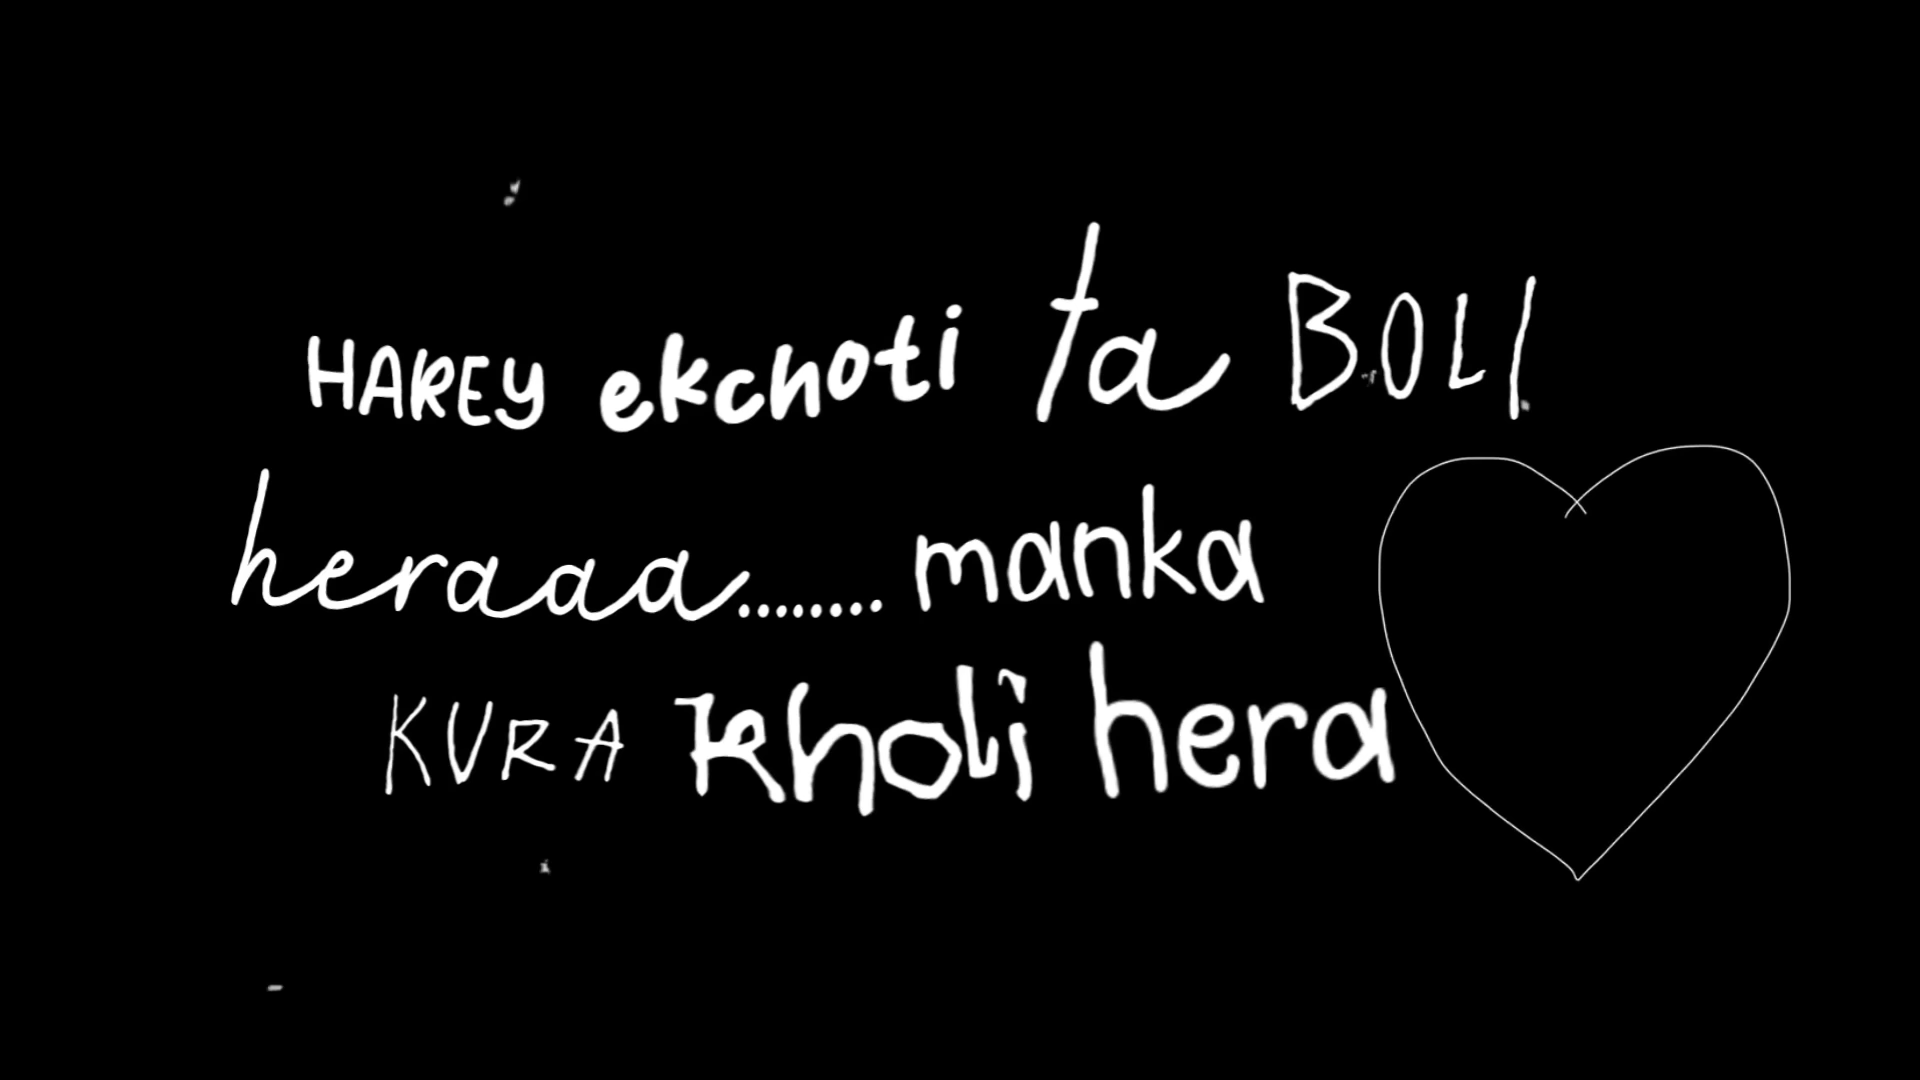 HAREY ekchoti ta BOLI
heraaa........ manka
KURA kholi hera